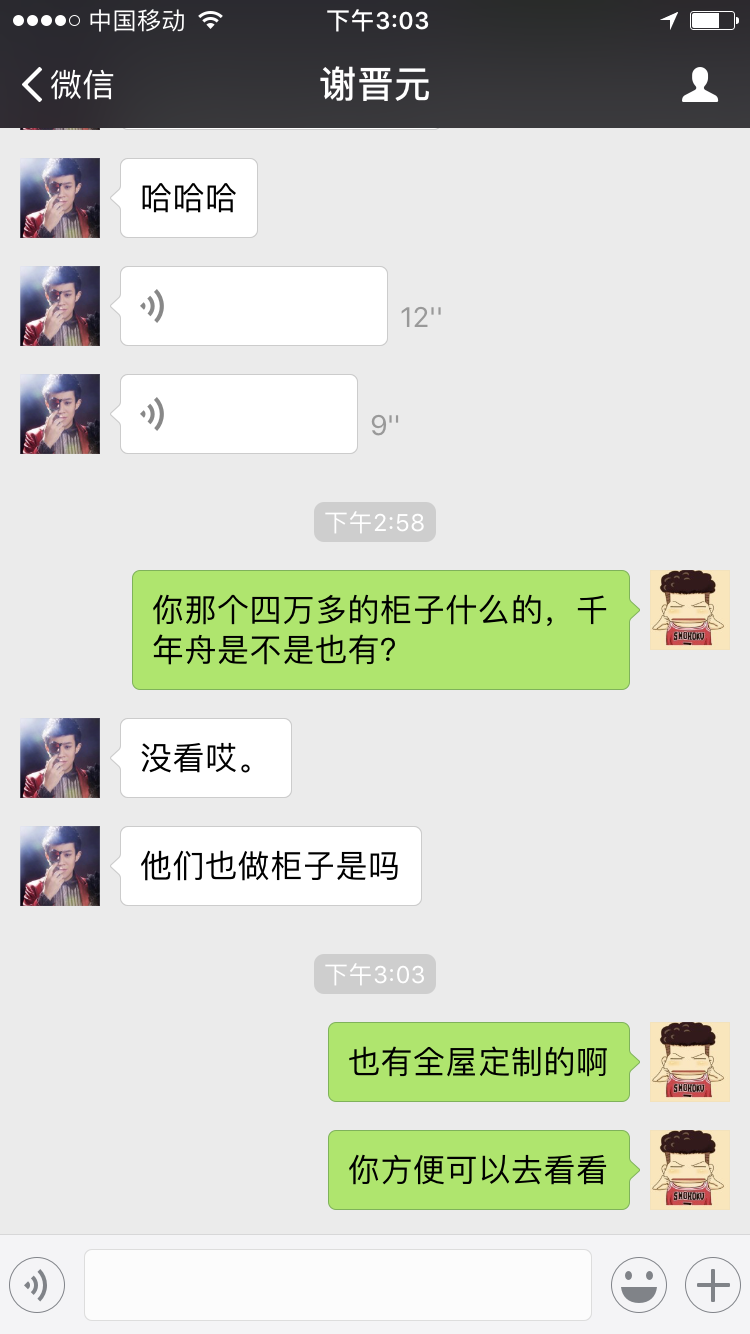 中国移动
下午3:03
微信
谢晋元
哈哈哈
12''
9''
下午2:58
你那个四万多的柜子什么的，千
年舟是不是也有?
SHOHOKU
没看哎。
他们也做柜子是吗
下午3:03
也有全屋定制的啊
SHOHOKU
你方便可以去看看
SHOHOKU